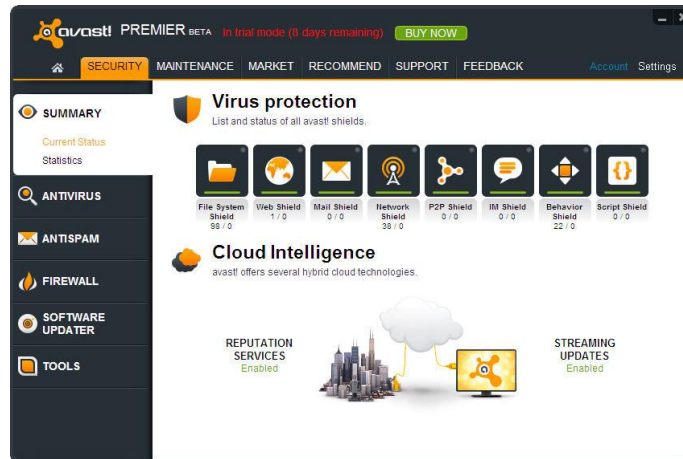 avast! PREMIER BETA In trial mode (8 days remaining) BUY NOW
SECURITY MAINTENANCE MARKET RECOMMEND SUPPORT FEEDBACK Account Settings
SUMMARY
Current Status
Statistics
ANTIVIRUS
ANTISPAM
FIREWALL
SOFTWARE
UPDATER
TOOLS
Virus protection
List and status of all avast! shields.
File System
Shield
98 / 0
Web Shield
1 / 0
Mail Shield
0 / 0
Network
Shield
38 / 0
P2P Shield
0 / 0
IM Shield
0 / 0
Behavior
Shield
22 / 0
Script Shield
0 / 0
Cloud Intelligence
avast! offers several hybrid cloud technologies.
REPUTATION
SERVICES
Enabled
STREAMING
UPDATES
Enabled